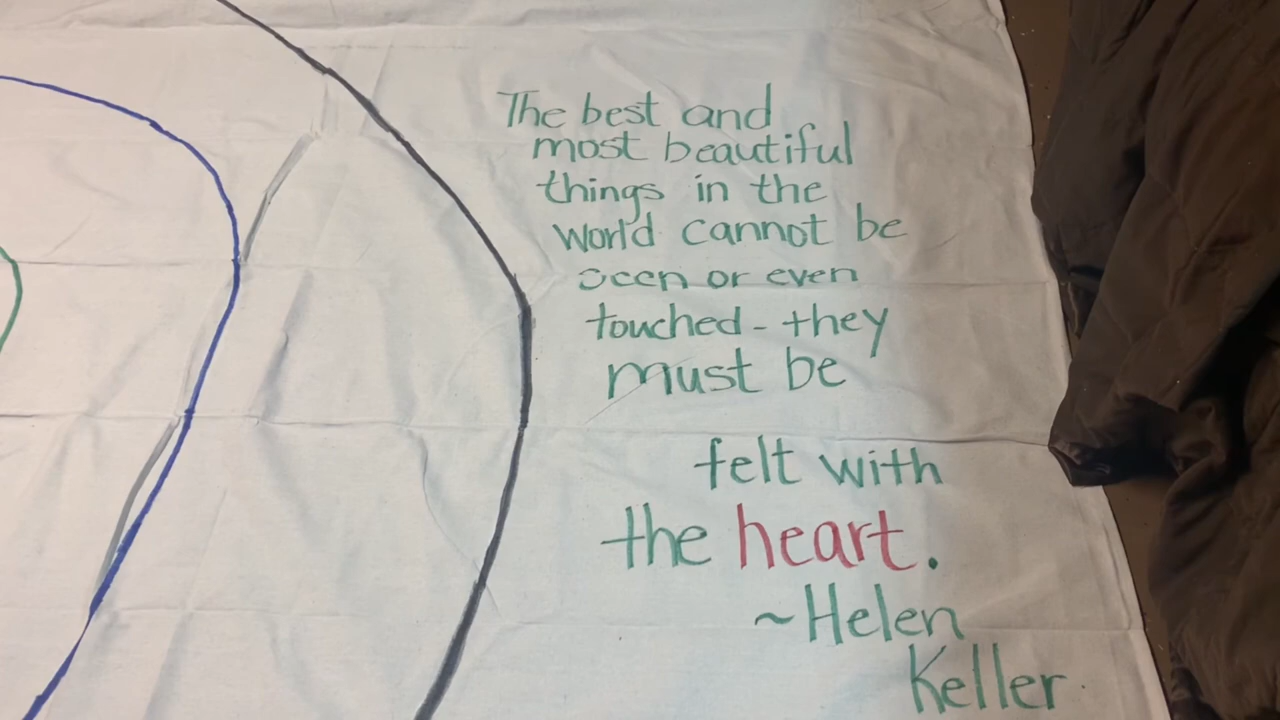 The best and
most beautiful
things in the
World cannot be
seen or even
touched - they
must be
felt with
the heart.
~Helen
Keller.